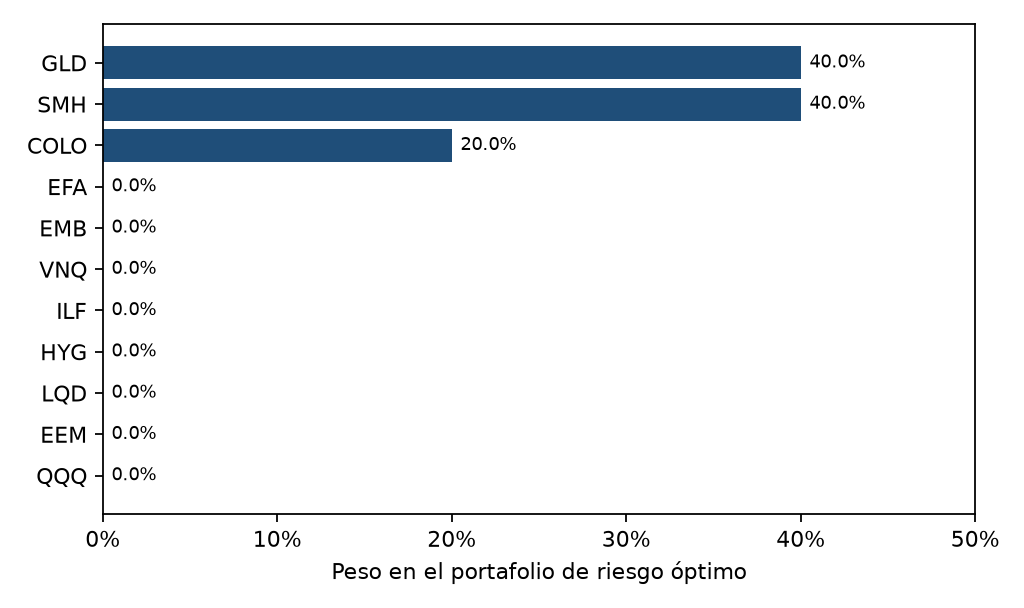 GLD 40.0%
SMH 40.0%
COLO 20.0%
EFA 0.0%
EMB 0.0%
VNQ 0.0%
ILF 0.0%
HYG 0.0%
LQD 0.0%
EEM 0.0%
QQQ 0.0%
0% 10% 20% 30% 40% 50%
Peso en el portafolio de riesgo óptimo